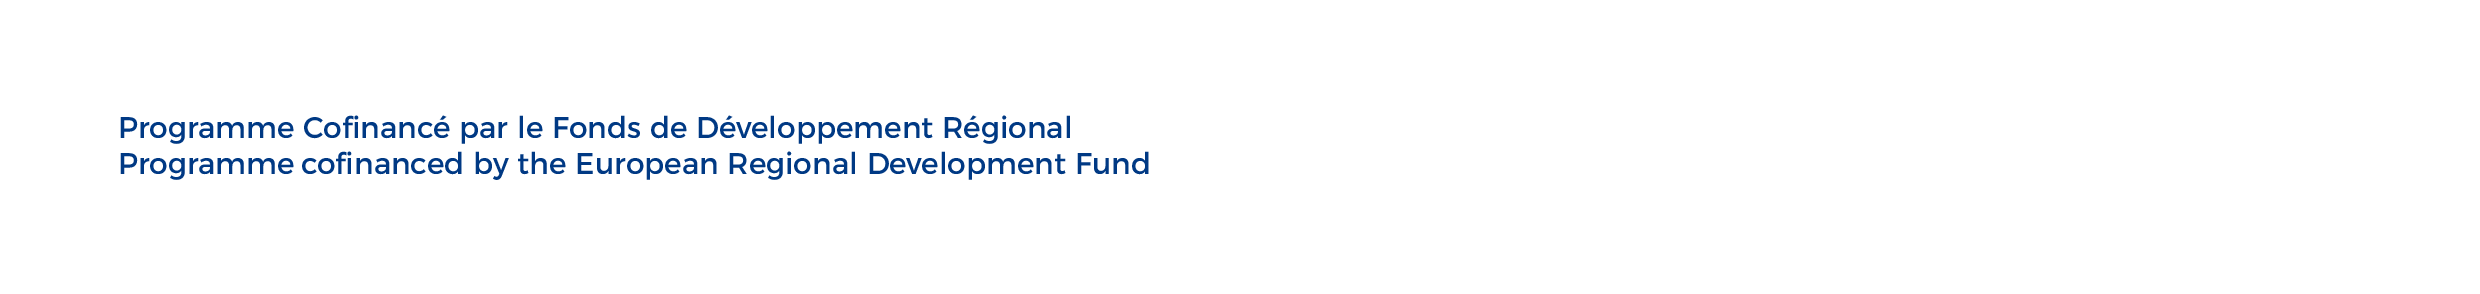 Programme Cofinancé par le Fonds de Développement Régional
Programme cofinanced by the European Regional Development Fund